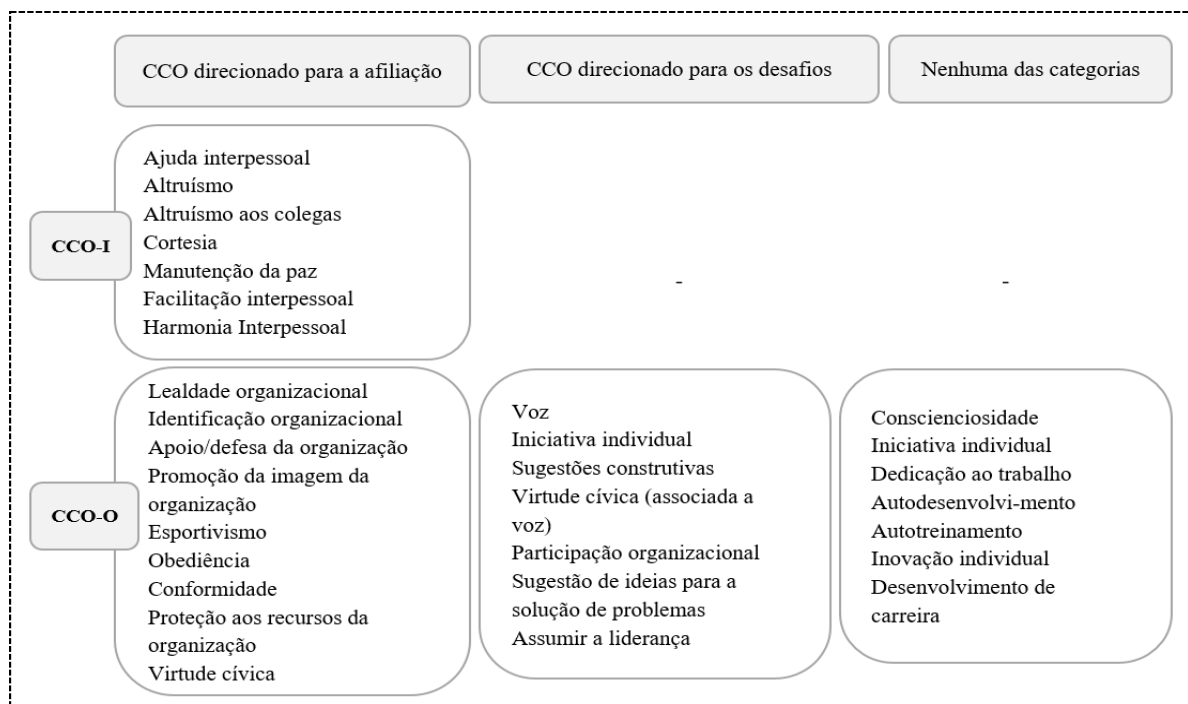 CCO direcionado para a afiliação
CCO direcionado para os desafios
Nenhuma das categorias
CCO-I
Ajuda interpessoal
Altruísmo
Altruísmo aos colegas
Cortesia
Manutenção da paz
Facilitação interpessoal
Harmonia Interpessoal
-
-
CCO-O
Lealdade organizacional
Identificação organizacional
Apoio/defesa da organização
Promoção da imagem da
organização
Esportivismo
Obediência
Conformidade
Proteção aos recursos da
organização
Virtude cívica
Voz
Iniciativa individual
Sugestões construtivas
Virtude cívica (associada a
voz)
Participação organizacional
Sugestão de ideias para a
solução de problemas
Assumir a liderança
Conscienciosidade
Iniciativa individual
Dedicação ao trabalho
Autodesenvolvi-mento
Autotreinamento
Inovação individual
Desenvolvimento de
carreira